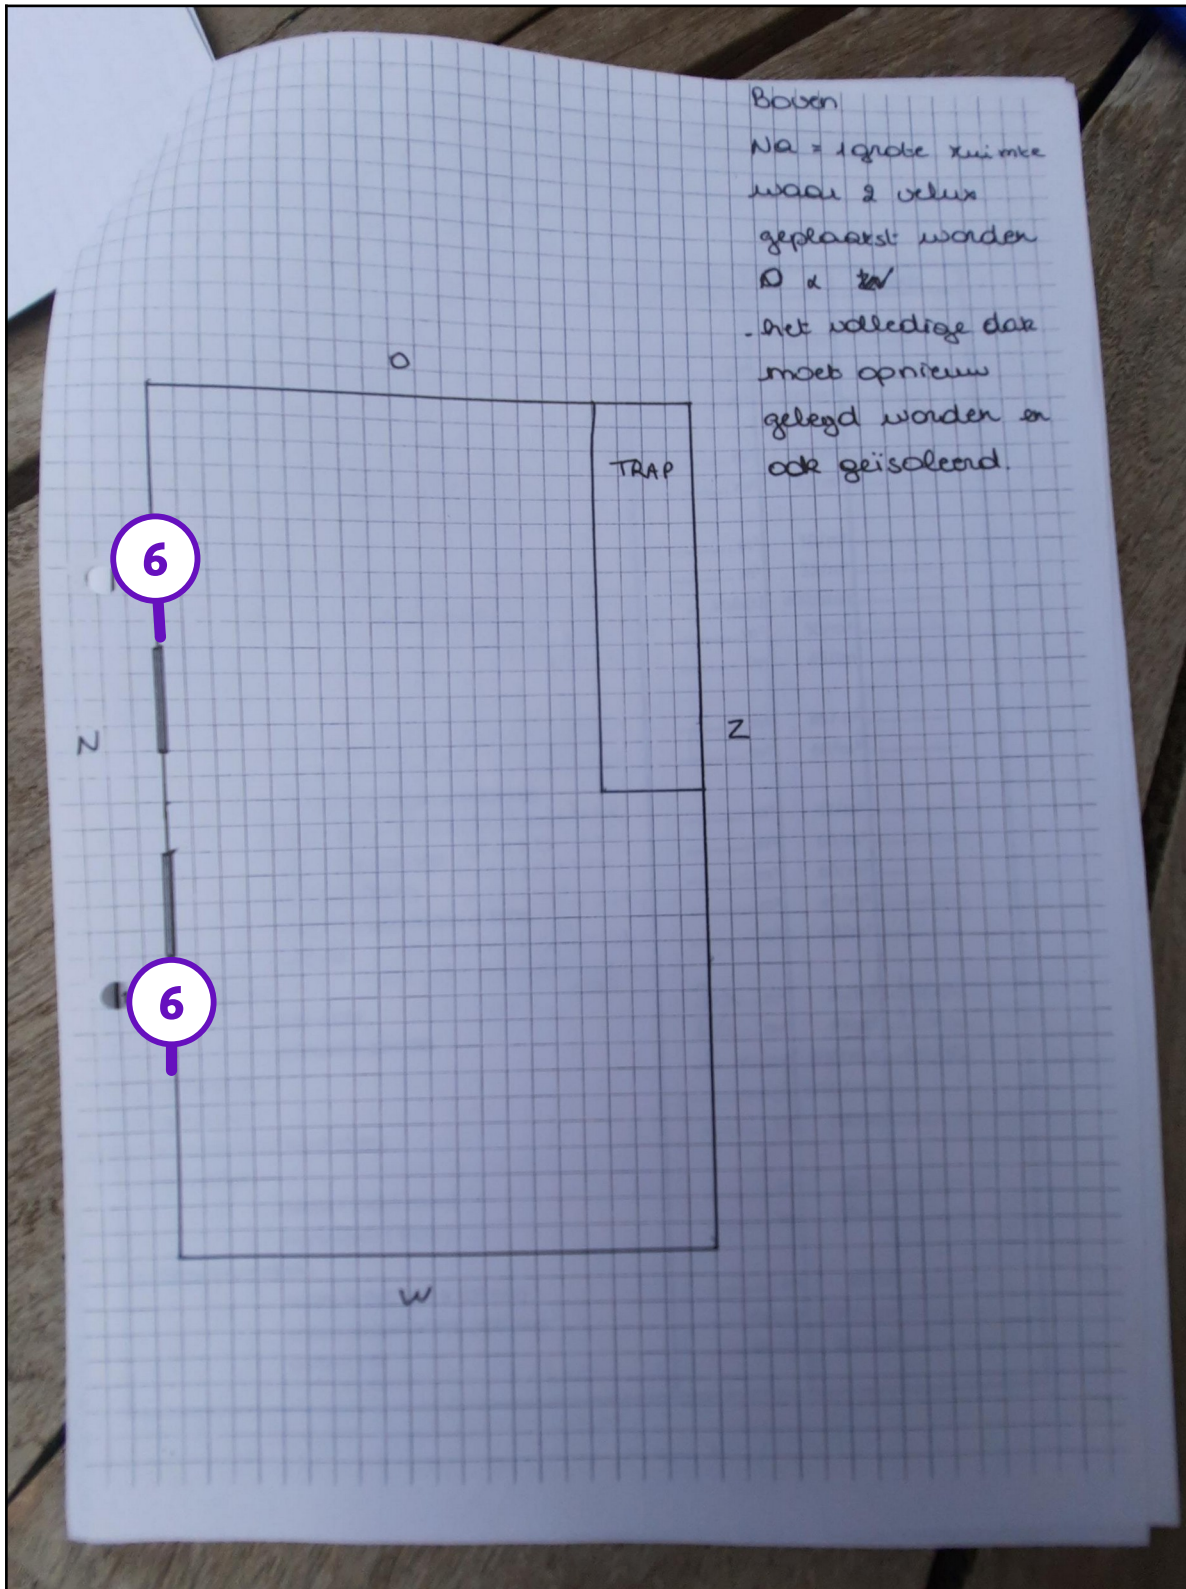 Boven
Na = 1 grote ruimte
waar 2 velux
geplaatst worden
O
- het volledige dak
moet opnieuw
gelegd worden en
ook geïsoleerd.
O
TRAP
6
N
Z
6
W